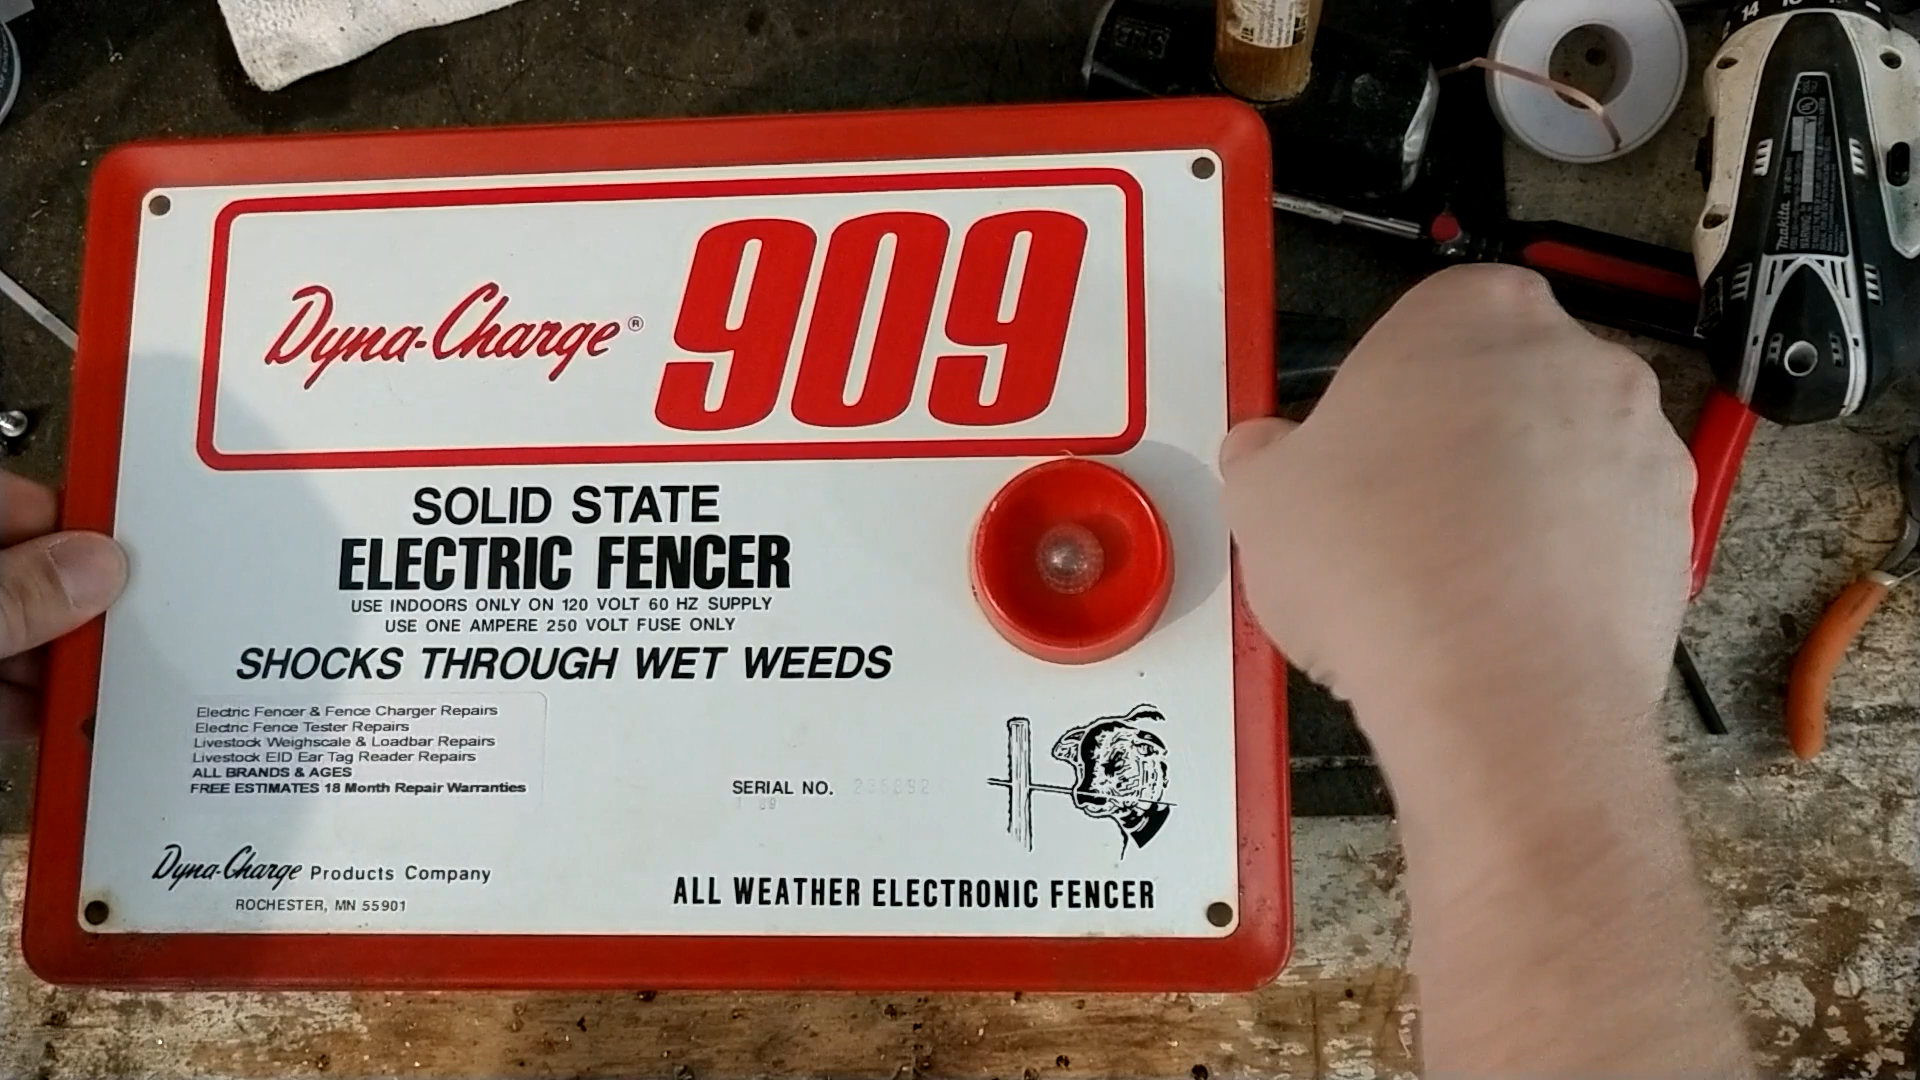 Dyna-Charge® 909
SOLID STATE
ELECTRIC FENCER
USE INDOORS ONLY ON 120 VOLT 60 HZ SUPPLY
USE ONE AMPERE 250 VOLT FUSE ONLY
SHOCKS THROUGH WET WEEDS
Electric Fencer & Fence Charger Repairs
Electric Fence Tester Repairs
Livestock Weighscale & Loadbar Repairs
Livestock EID Ear Tag Reader Repairs
ALL BRANDS & AGES
FREE ESTIMATES 18 Month Repair Warranties
SERIAL NO.
Dyna-Charge Products Company
ROCHESTER, MN 55901
ALL WEATHER ELECTRONIC FENCER
makita
14